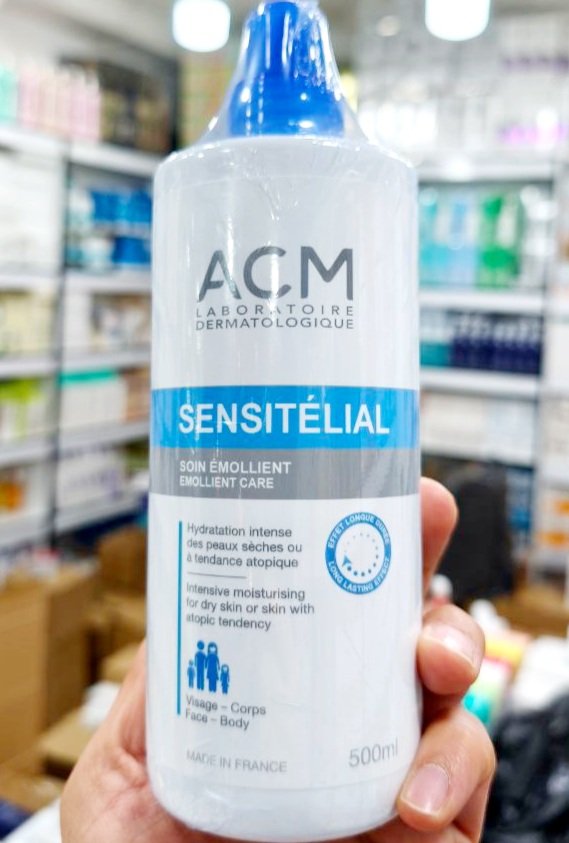 ACM
LABORATOIRE
DERMATOLOGIQUE
SENSITÉLIAL
SOIN ÉMOLLIENT
EMOLLIENT CARE
Hydratation intense
des peaux sèches ou
à tendance atopique
EFFET LONGUE DURÉE
LONG LASTING EFFECT
Intensive moisturising
for dry skin or skin with
atopic tendency
Visage – Corps
Face – Body
MADE IN FRANCE
500ml